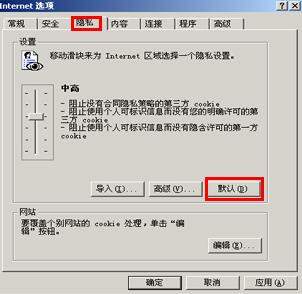 Internet 选项
常规 安全 隐私 内容 连接 程序 高级
设置
移动滑块来为 Internet 区域选择一个隐私设置。
中高
- 阻止没有合同隐私策略的第三方 cookie
- 阻止使用个人可标识信息而没有您的明确许可的第三方 cookie
- 阻止使用个人可标识信息而没有隐含许可的第一方 cookie
导入(I)... 高级(V)... 默认(D)
网站
要覆盖个别网站的 cookie 处理，单击“编
辑”按钮。
编辑(E)...
确定 取消 应用(A)